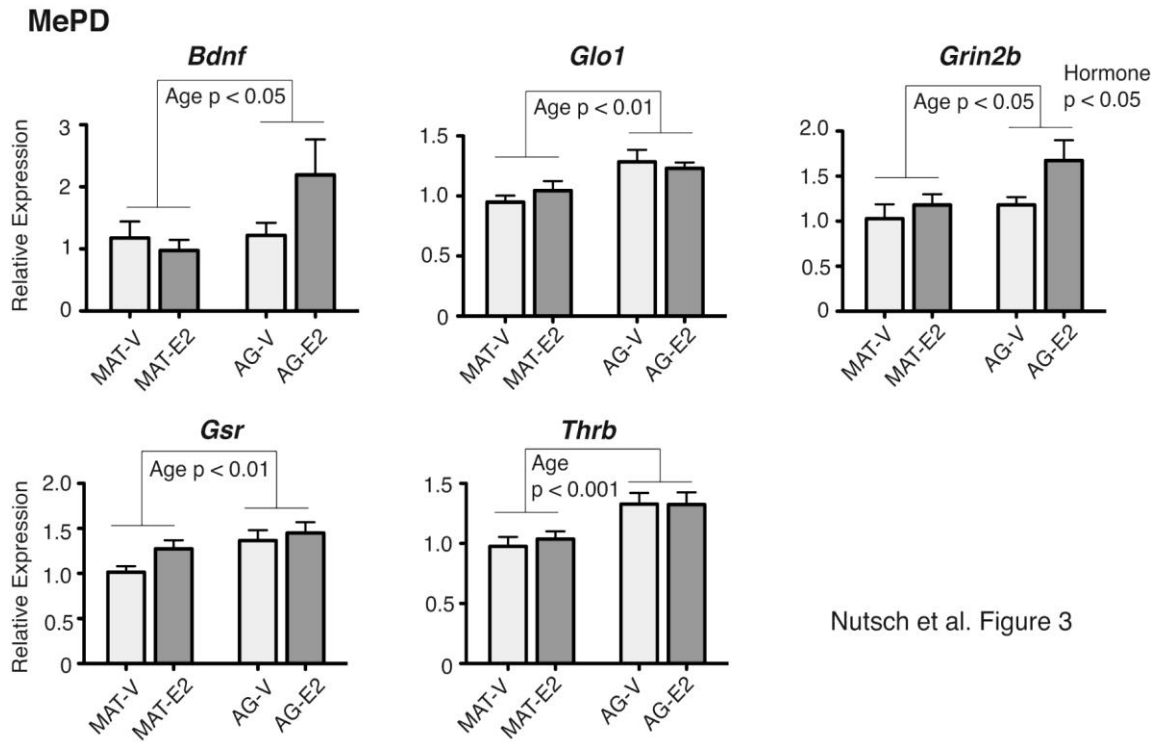 MePD
Bdnf
Age p < 0.05
Relative Expression
3
2
1
0
MAT-V
MAT-E2
AG-V
AG-E2
Glo1
Age p < 0.01
1.5
1.0
0.5
0
MAT-V
MAT-E2
AG-V
AG-E2
Grin2b
Hormone
p < 0.05
Age p < 0.05
2.0
1.5
1.0
0.5
0
MAT-V
MAT-E2
AG-V
AG-E2
Gsr
Age p < 0.01
Relative Expression
2.0
1.5
1.0
0.5
0
MAT-V
MAT-E2
AG-V
AG-E2
Thrb
Age
p < 0.001
1.5
1.0
0.5
0
MAT-V
MAT-E2
AG-V
AG-E2
Nutsch et al. Figure 3